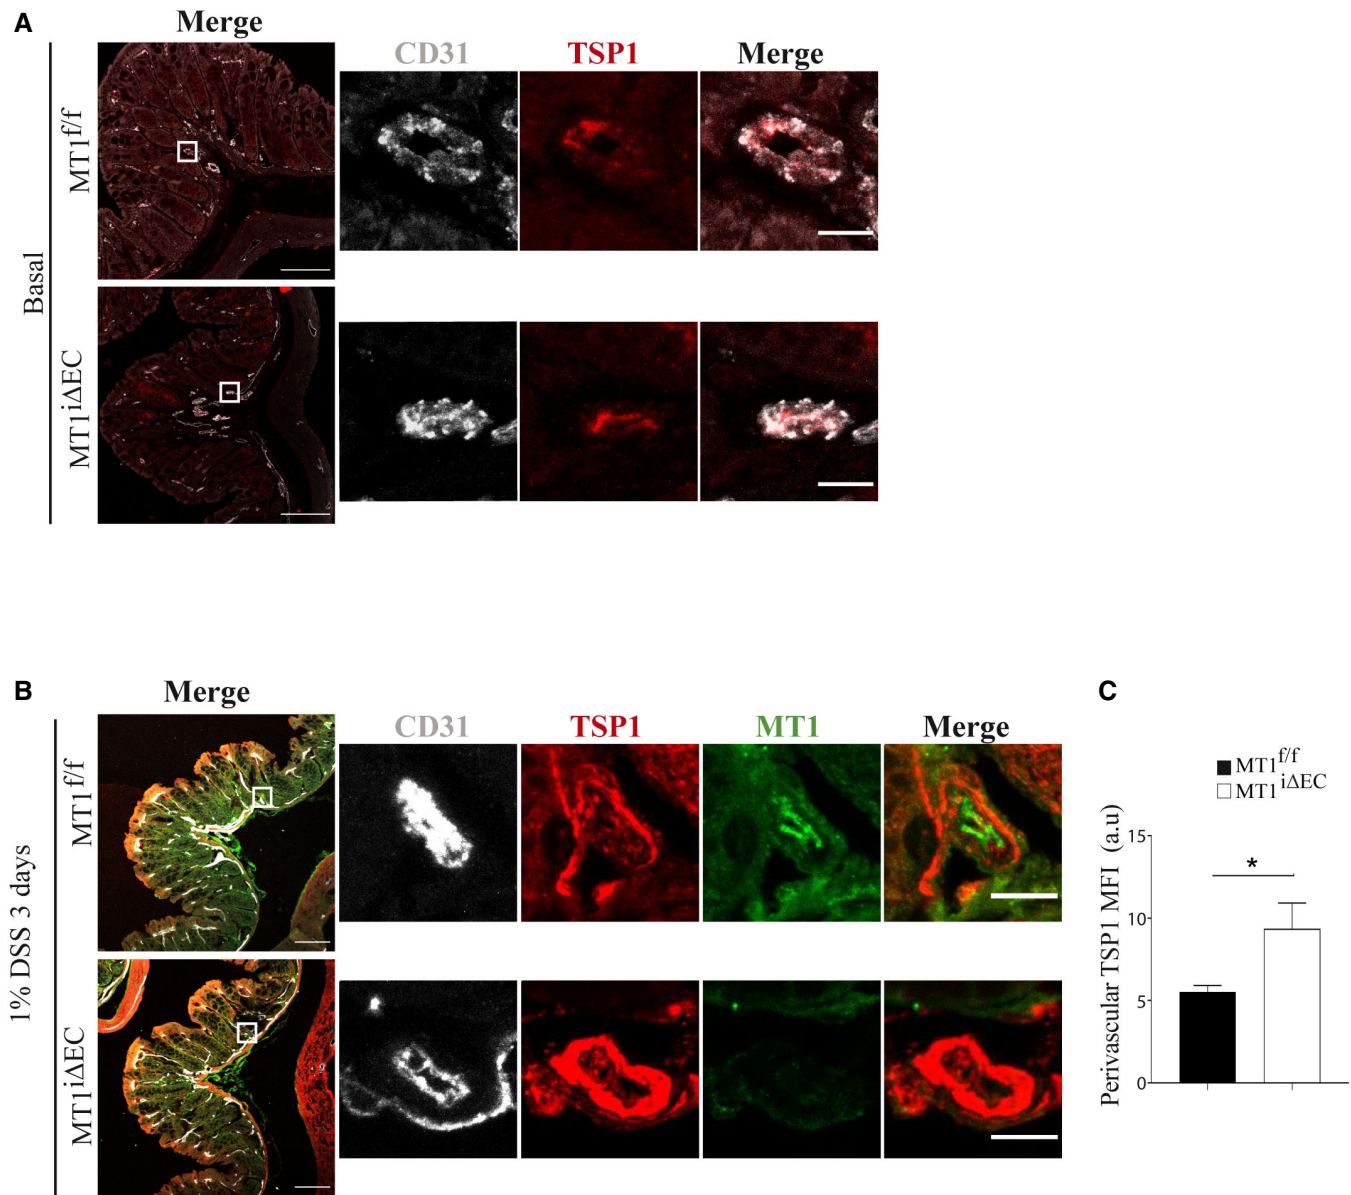 A
Merge
CD31 TSP1 Merge
MT1f/f
Basal
MT1iΔEC
B
Merge
CD31 TSP1 MT1 Merge
MT1f/f
1% DSS 3 days
MT1iΔEC
C
MT1f/f
MT1iΔEC
Perivascular TSP1 MFI (a.u)
15
*
10
5
0